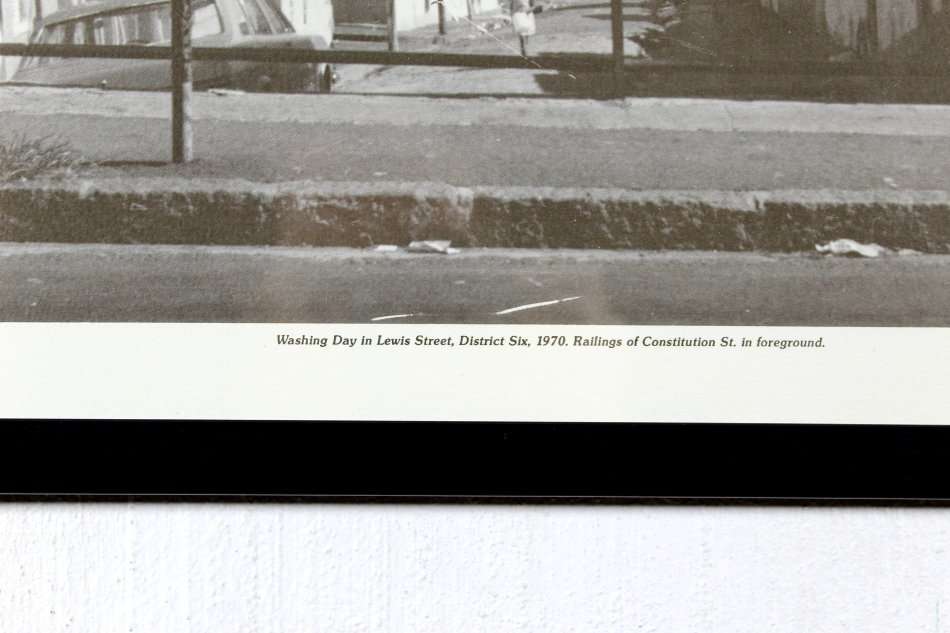 Washing Day in Lewis Street, District Six, 1970. Railings of Constitution St. in foreground.